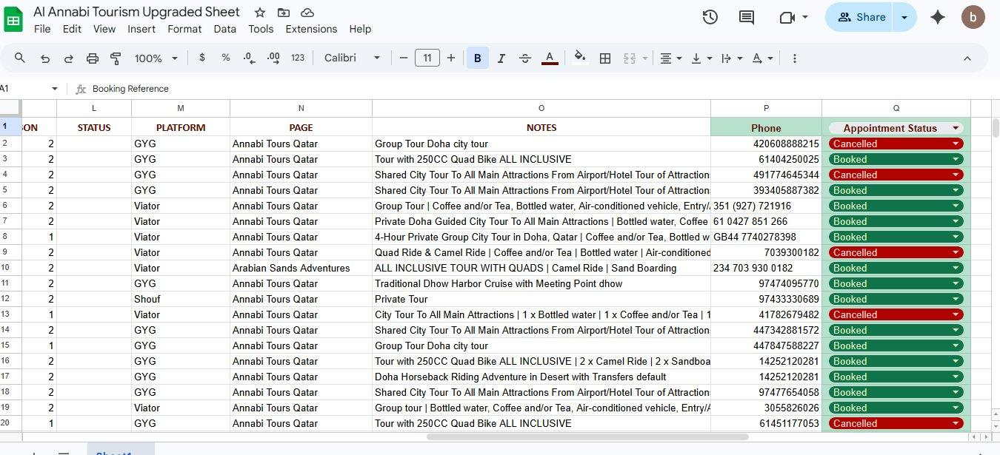 Al Annabi Tourism Upgraded Sheet
File Edit View Insert Format Data Tools Extensions Help
Share
b
100% $ % .0 .00 123 Calibri 11 B I A
A1 fx Booking Reference
L M N O P Q
1 SON STATUS PLATFORM PAGE NOTES Phone Appointment Status
2 2 GYG Annabi Tours Qatar Group Tour Doha city tour 420608888215 Cancelled
3 2 GYG Annabi Tours Qatar Tour with 250CC Quad Bike ALL INCLUSIVE 61404250025 Booked
4 2 GYG Annabi Tours Qatar Shared City Tour To All Main Attractions From Airport/Hotel Tour of Attraction 491774645344 Cancelled
5 2 GYG Annabi Tours Qatar Shared City Tour To All Main Attractions From Airport/Hotel Tour of Attraction 393405887382 Booked
6 2 Viator Annabi Tours Qatar Group Tour | Coffee and/or Tea, Bottled water, Air-conditioned vehicle, Entry/ 351 (927) 721916 Booked
7 2 Viator Annabi Tours Qatar Private Doha Guided City Tour To All Main Attractions | Bottled water, Coffee 61 0427 851 266 Booked
8 1 Viator Annabi Tours Qatar 4-Hour Private Group City Tour in Doha, Qatar | Coffee and/or Tea, Bottled w GB44 7740278398 Booked
9 2 Viator Annabi Tours Qatar Quad Ride & Camel Ride | Coffee and/or Tea | Bottled water | Air-conditioned 7039300182 Cancelled
10 2 Viator Arabian Sands Adventures ALL INCLUSIVE TOUR WITH QUADS | Camel Ride | Sand Boarding 234 703 930 0182 Booked
11 2 GYG Annabi Tours Qatar Traditional Dhow Harbor Cruise with Meeting Point dhow 97474095770 Booked
12 2 Shouf Annabi Tours Qatar Private Tour 97433330689 Booked
13 1 Viator Annabi Tours Qatar City Tour To All Main Attractions | 1 x Bottled water | 1 x Coffee and/or Tea | 1 41782679482 Cancelled
14 2 GYG Annabi Tours Qatar Shared City Tour To All Main Attractions From Airport/Hotel Tour of Attraction 447342881572 Booked
15 1 GYG Annabi Tours Qatar Group Tour Doha city tour 447847588227 Booked
16 2 GYG Annabi Tours Qatar Tour with 250CC Quad Bike ALL INCLUSIVE | 2 x Camel Ride | 2 x Sandboa 14252120281 Booked
17 2 GYG Annabi Tours Qatar Doha Horseback Riding Adventure in Desert with Transfers default 14252120281 Booked
18 2 GYG Annabi Tours Qatar Shared City Tour To All Main Attractions From Airport/Hotel Tour of Attraction 97477654058 Booked
19 2 Viator Annabi Tours Qatar Group tour | Bottled water, Coffee and/or Tea, Air-conditioned vehicle, Entry/ 3055826026 Booked
20 1 GYG Annabi Tours Qatar Tour with 250CC Quad Bike ALL INCLUSIVE 61451177053 Cancelled
Sheet1